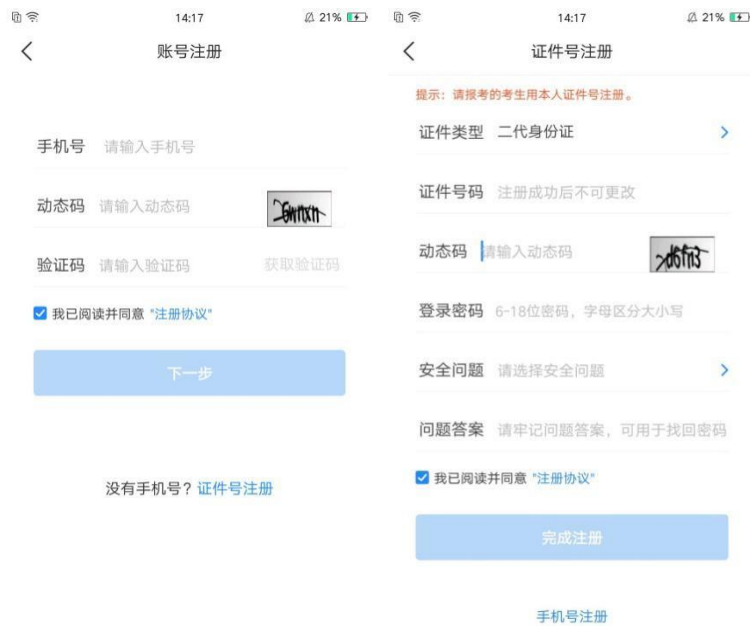 14:17
21%
账号注册
手机号 请输入手机号
动态码 请输入动态码
验证码 请输入验证码 获取验证码
我已阅读并同意 "注册协议"
下一步
没有手机号？证件号注册
14:17
21%
证件号注册
提示：请报考的考生用本人证件号注册。
证件类型 二代身份证
证件号码 注册成功后不可更改
动态码 请输入动态码
登录密码 6-18位密码，字母区分大小写
安全问题 请选择安全问题
问题答案 请牢记问题答案，可用于找回密码
我已阅读并同意 "注册协议"
完成注册
手机号注册